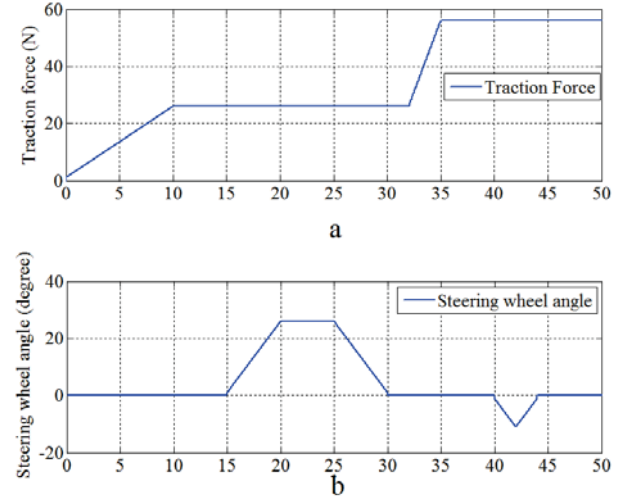 Traction force (N)
60
40
20
0
Traction Force
0 5 10 15 20 25 30 35 40 45 50
a
Steering wheel angle (degree)
40
20
0
-20
Steering wheel angle
0 5 10 15 20 25 30 35 40 45 50
b